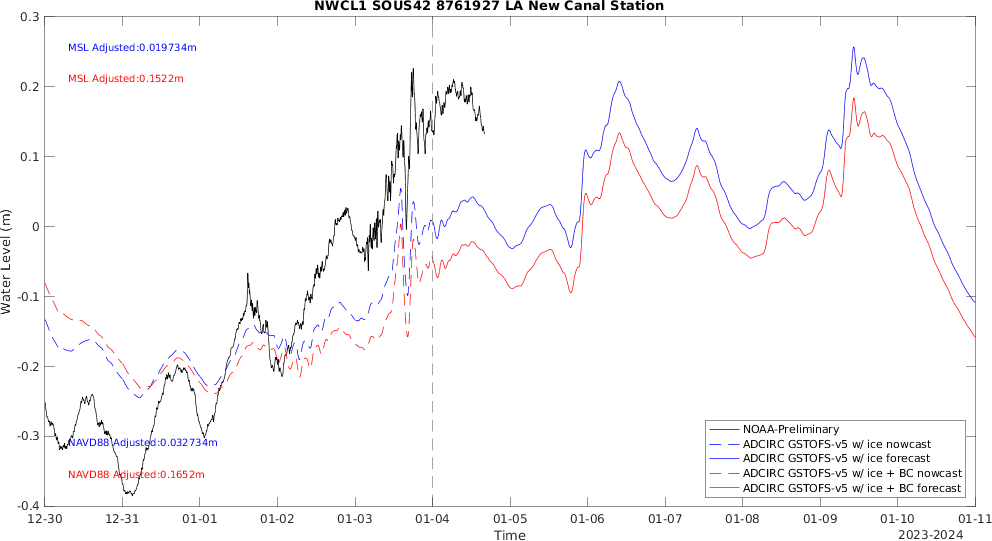 NWCL1 SOUS42 8761927 LA New Canal Station
0.3
0.2
0.1
0
-0.1
-0.2
-0.3
-0.4
Water Level (m)
MSL Adjusted:0.019734m
MSL Adjusted:0.1522m
NAVD88 Adjusted:0.032734m
NAVD88 Adjusted:0.1652m
NOAA-Preliminary
ADCIRC GSTOFS-v5 w/ ice nowcast
ADCIRC GSTOFS-v5 w/ ice forecast
ADCIRC GSTOFS-v5 w/ ice + BC nowcast
ADCIRC GSTOFS-v5 w/ ice + BC forecast
12-30 12-31 01-01 01-02 01-03 01-04 01-05 01-06 01-07 01-08 01-09 01-10 01-11
Time
2023-2024